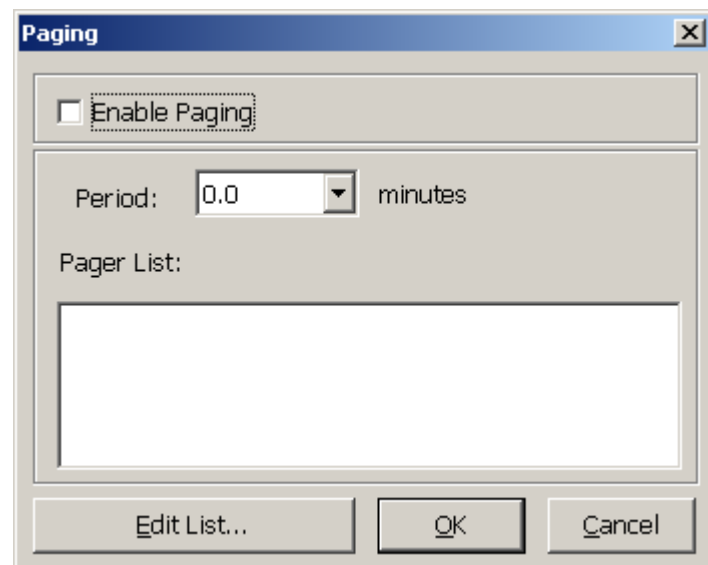 Paging
Enable Paging
Period: 0.0 minutes
Pager List:
Edit List... OK Cancel